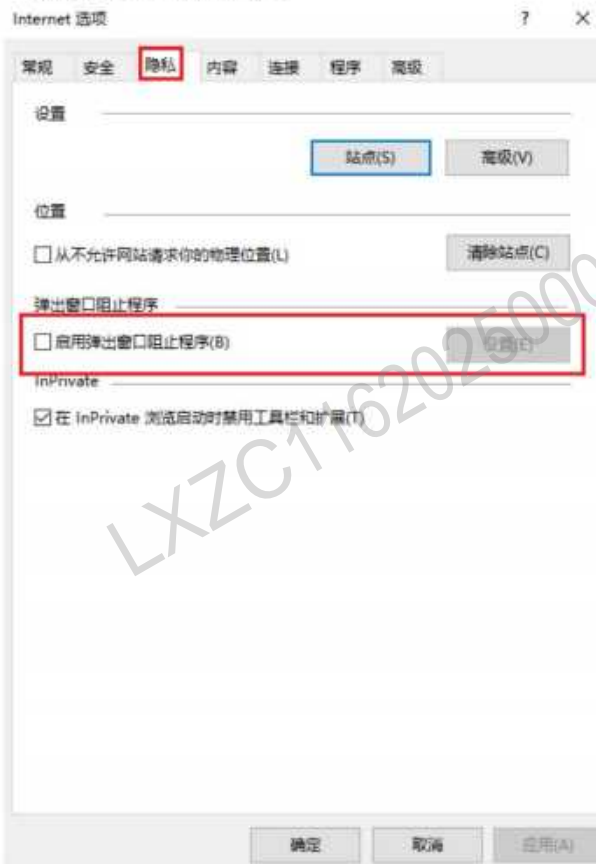 Internet 选项 ? ×
常规 安全 隐私 内容 连接 程序 高级
设置
站点(S) 高级(V)
位置
从不允许网站请求你的物理位置(L) 清除站点(C)
弹出窗口阻止程序
启用弹出窗口阻止程序(B) 设置(E)
InPrivate
在 InPrivate 浏览启动时禁用工具栏和扩展(T)
LXZC1162025000
确定 取消 应用(A)